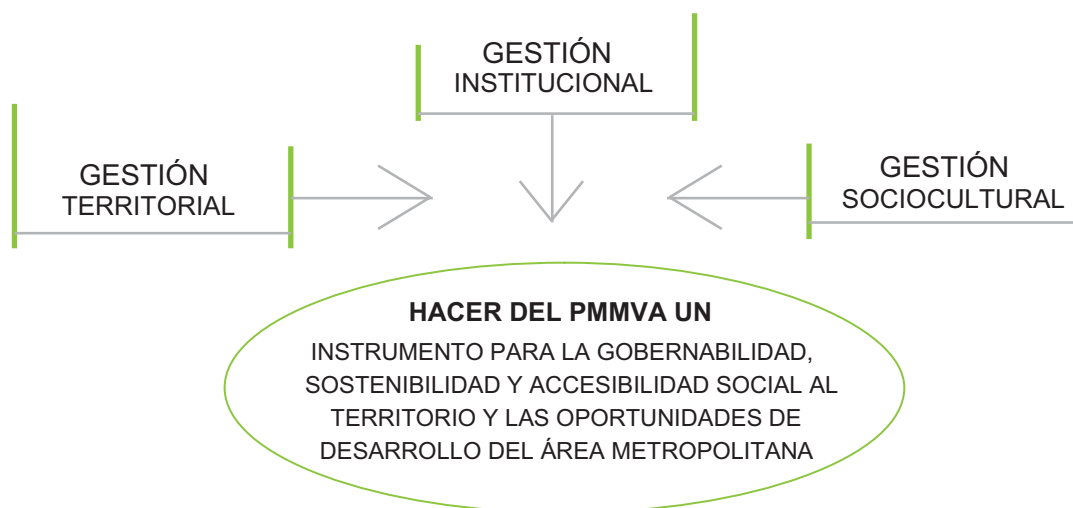 GESTIÓN
INSTITUCIONAL
GESTIÓN
TERRITORIAL
GESTIÓN
SOCIOCULTURAL
HACER DEL PMMVA UN
INSTRUMENTO PARA LA GOBERNABILIDAD,
SOSTENIBILIDAD Y ACCESIBILIDAD SOCIAL AL
TERRITORIO Y LAS OPORTUNIDADES DE
DESARROLLO DEL ÁREA METROPOLITANA